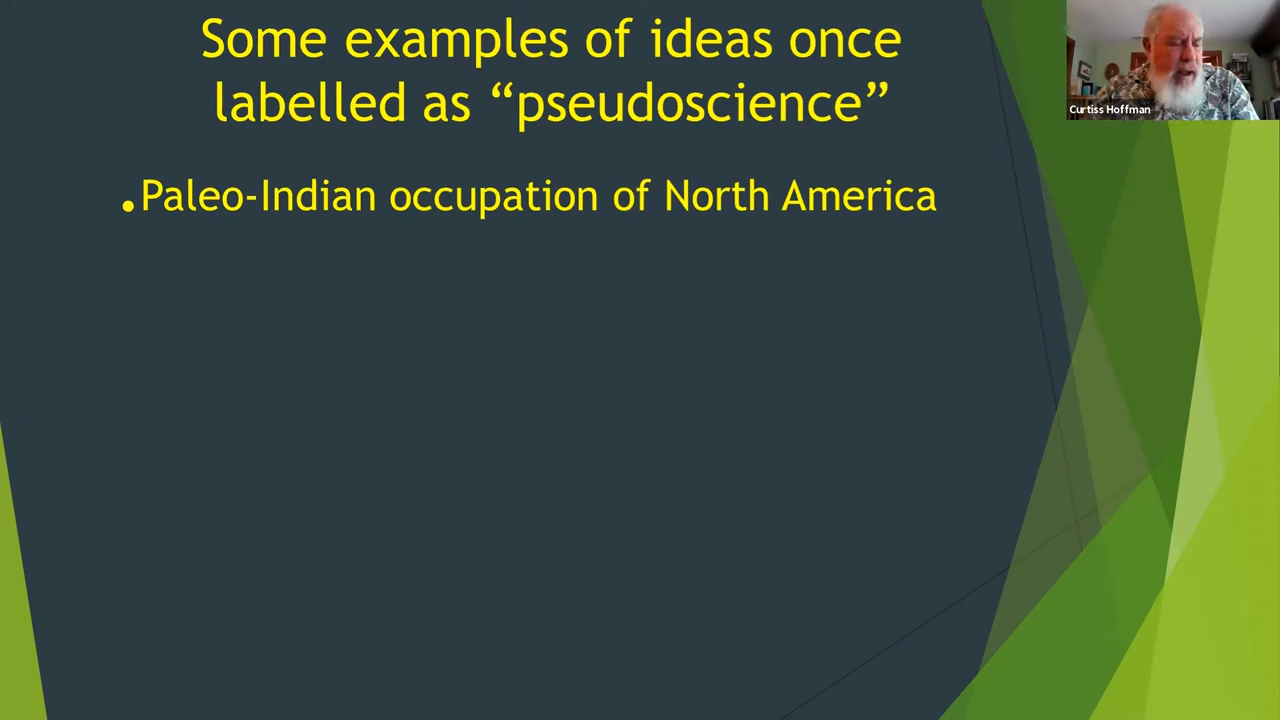 Some examples of ideas once
labelled as “pseudoscience”
Curtiss Hoffman
•Paleo-Indian occupation of North America